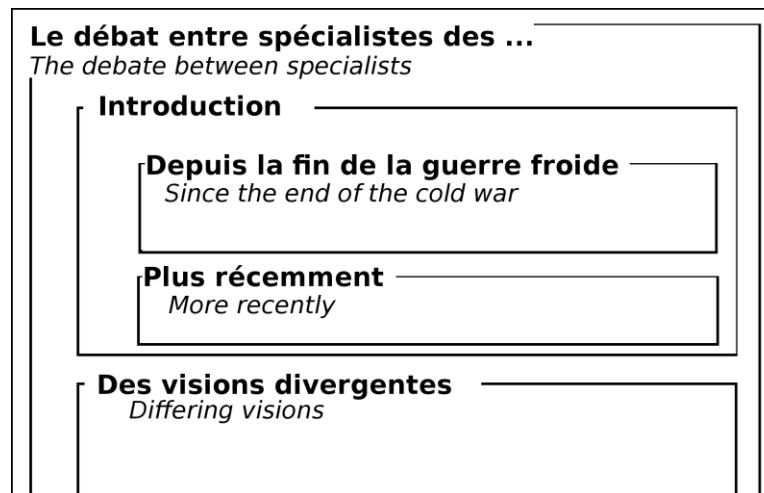 Le débat entre spécialistes des ...
The debate between specialists
Introduction
Depuis la fin de la guerre froide
Since the end of the cold war
Plus récemment
More recently
Des visions divergentes
Differing visions